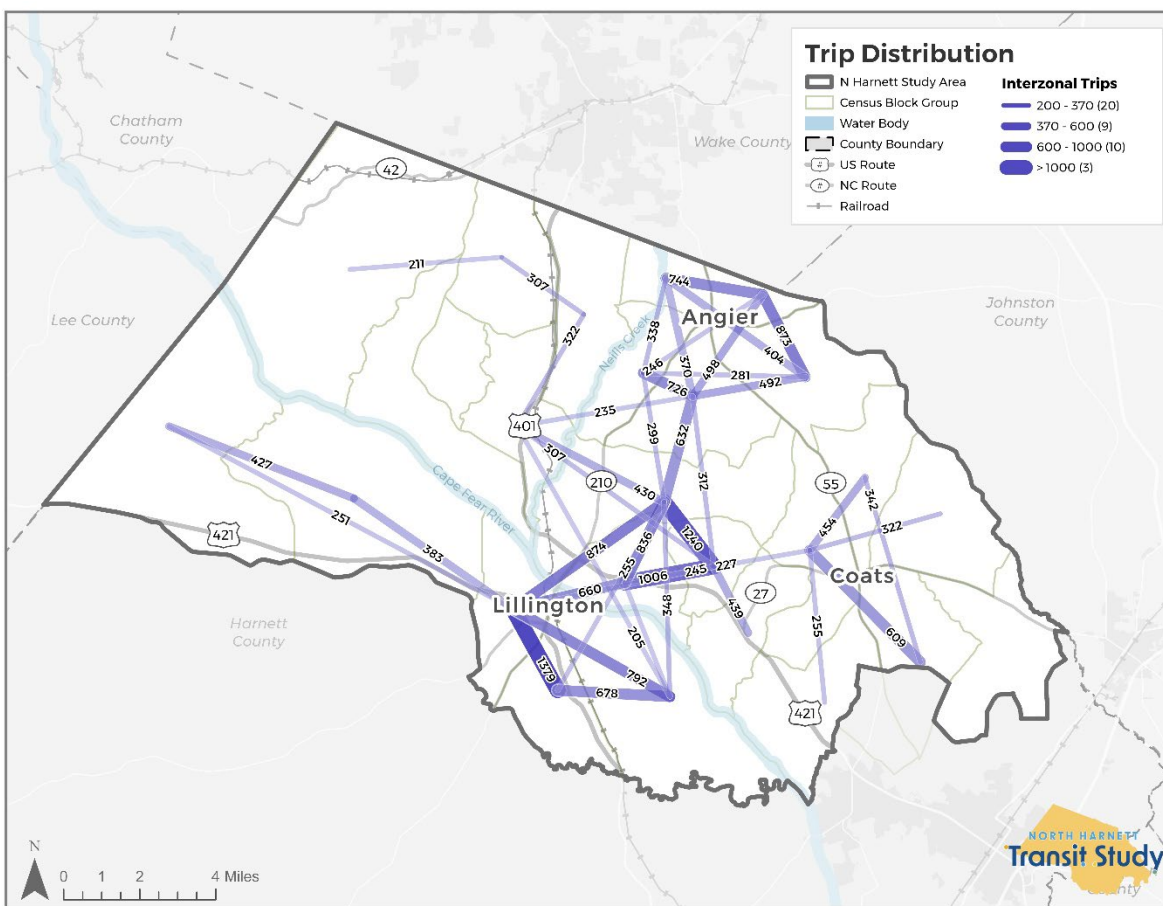 Trip Distribution
N Harnett Study Area
Census Block Group
Water Body
County Boundary
# US Route
# NC Route
Railroad
Interzonal Trips
200 - 370 (20)
370 - 600 (9)
600 - 1000 (10)
> 1000 (3)
Chatham
County
Wake County
42
Johnston
County
Lee County
211
307
322
Neills Creek
744
Angier
338
370
498
404
873
246
726
281
492
235
401
307
299
632
312
427
251
383
Cape Fear River
210
430
55
342
454
322
421
874
836
1240
255
1006
245
227
660
Coats
Lillington
27
Harnett
County
348
439
205
255
609
1379
792
678
421
N
0 1 2 4 Miles
NORTH HARNETT
Transit Study
County